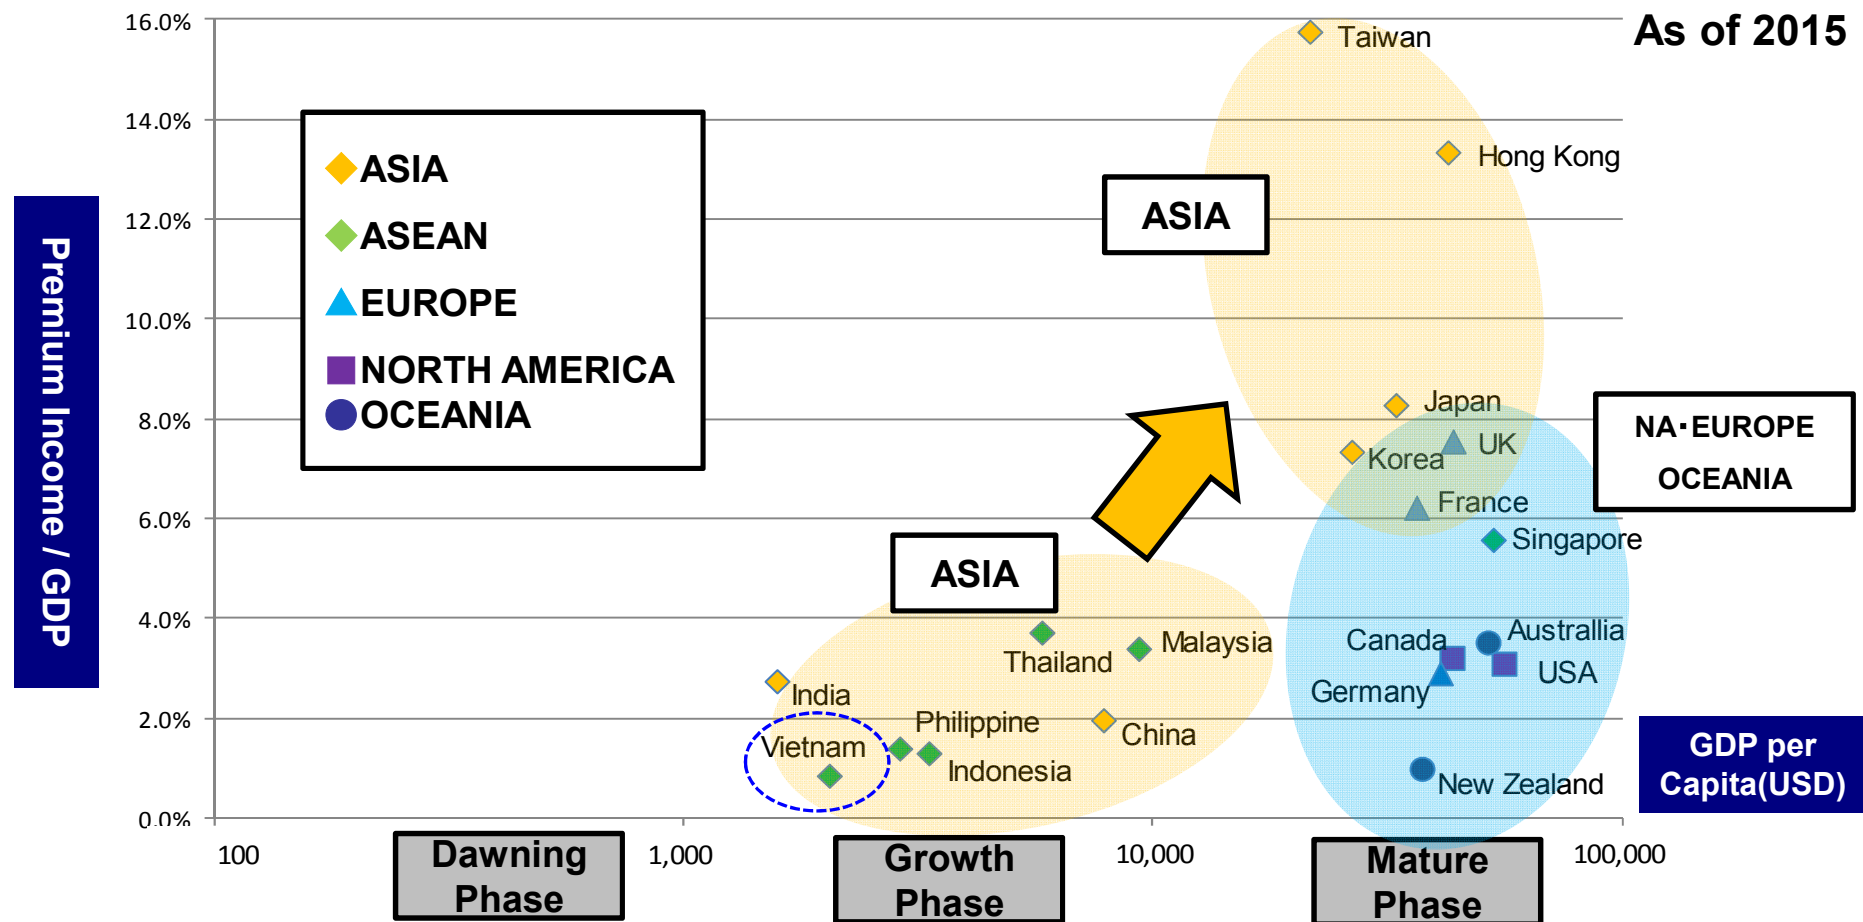 As of 2015
16.0%
14.0%
12.0%
10.0%
8.0%
6.0%
4.0%
2.0%
0.0%
Premium Income / GDP
ASIA
ASEAN
EUROPE
NORTH AMERICA
OCEANIA
Taiwan
Hong Kong
ASIA
Japan
UK
Korea
NA・EUROPE
OCEANIA
France
Singapore
ASIA
Thailand
Malaysia
Canada
Australlia
USA
Germany
India
Philippine
China
Vietnam
Indonesia
New Zealand
GDP per
Capita(USD)
100
1,000
10,000
100,000
Dawning
Phase
Growth
Phase
Mature
Phase